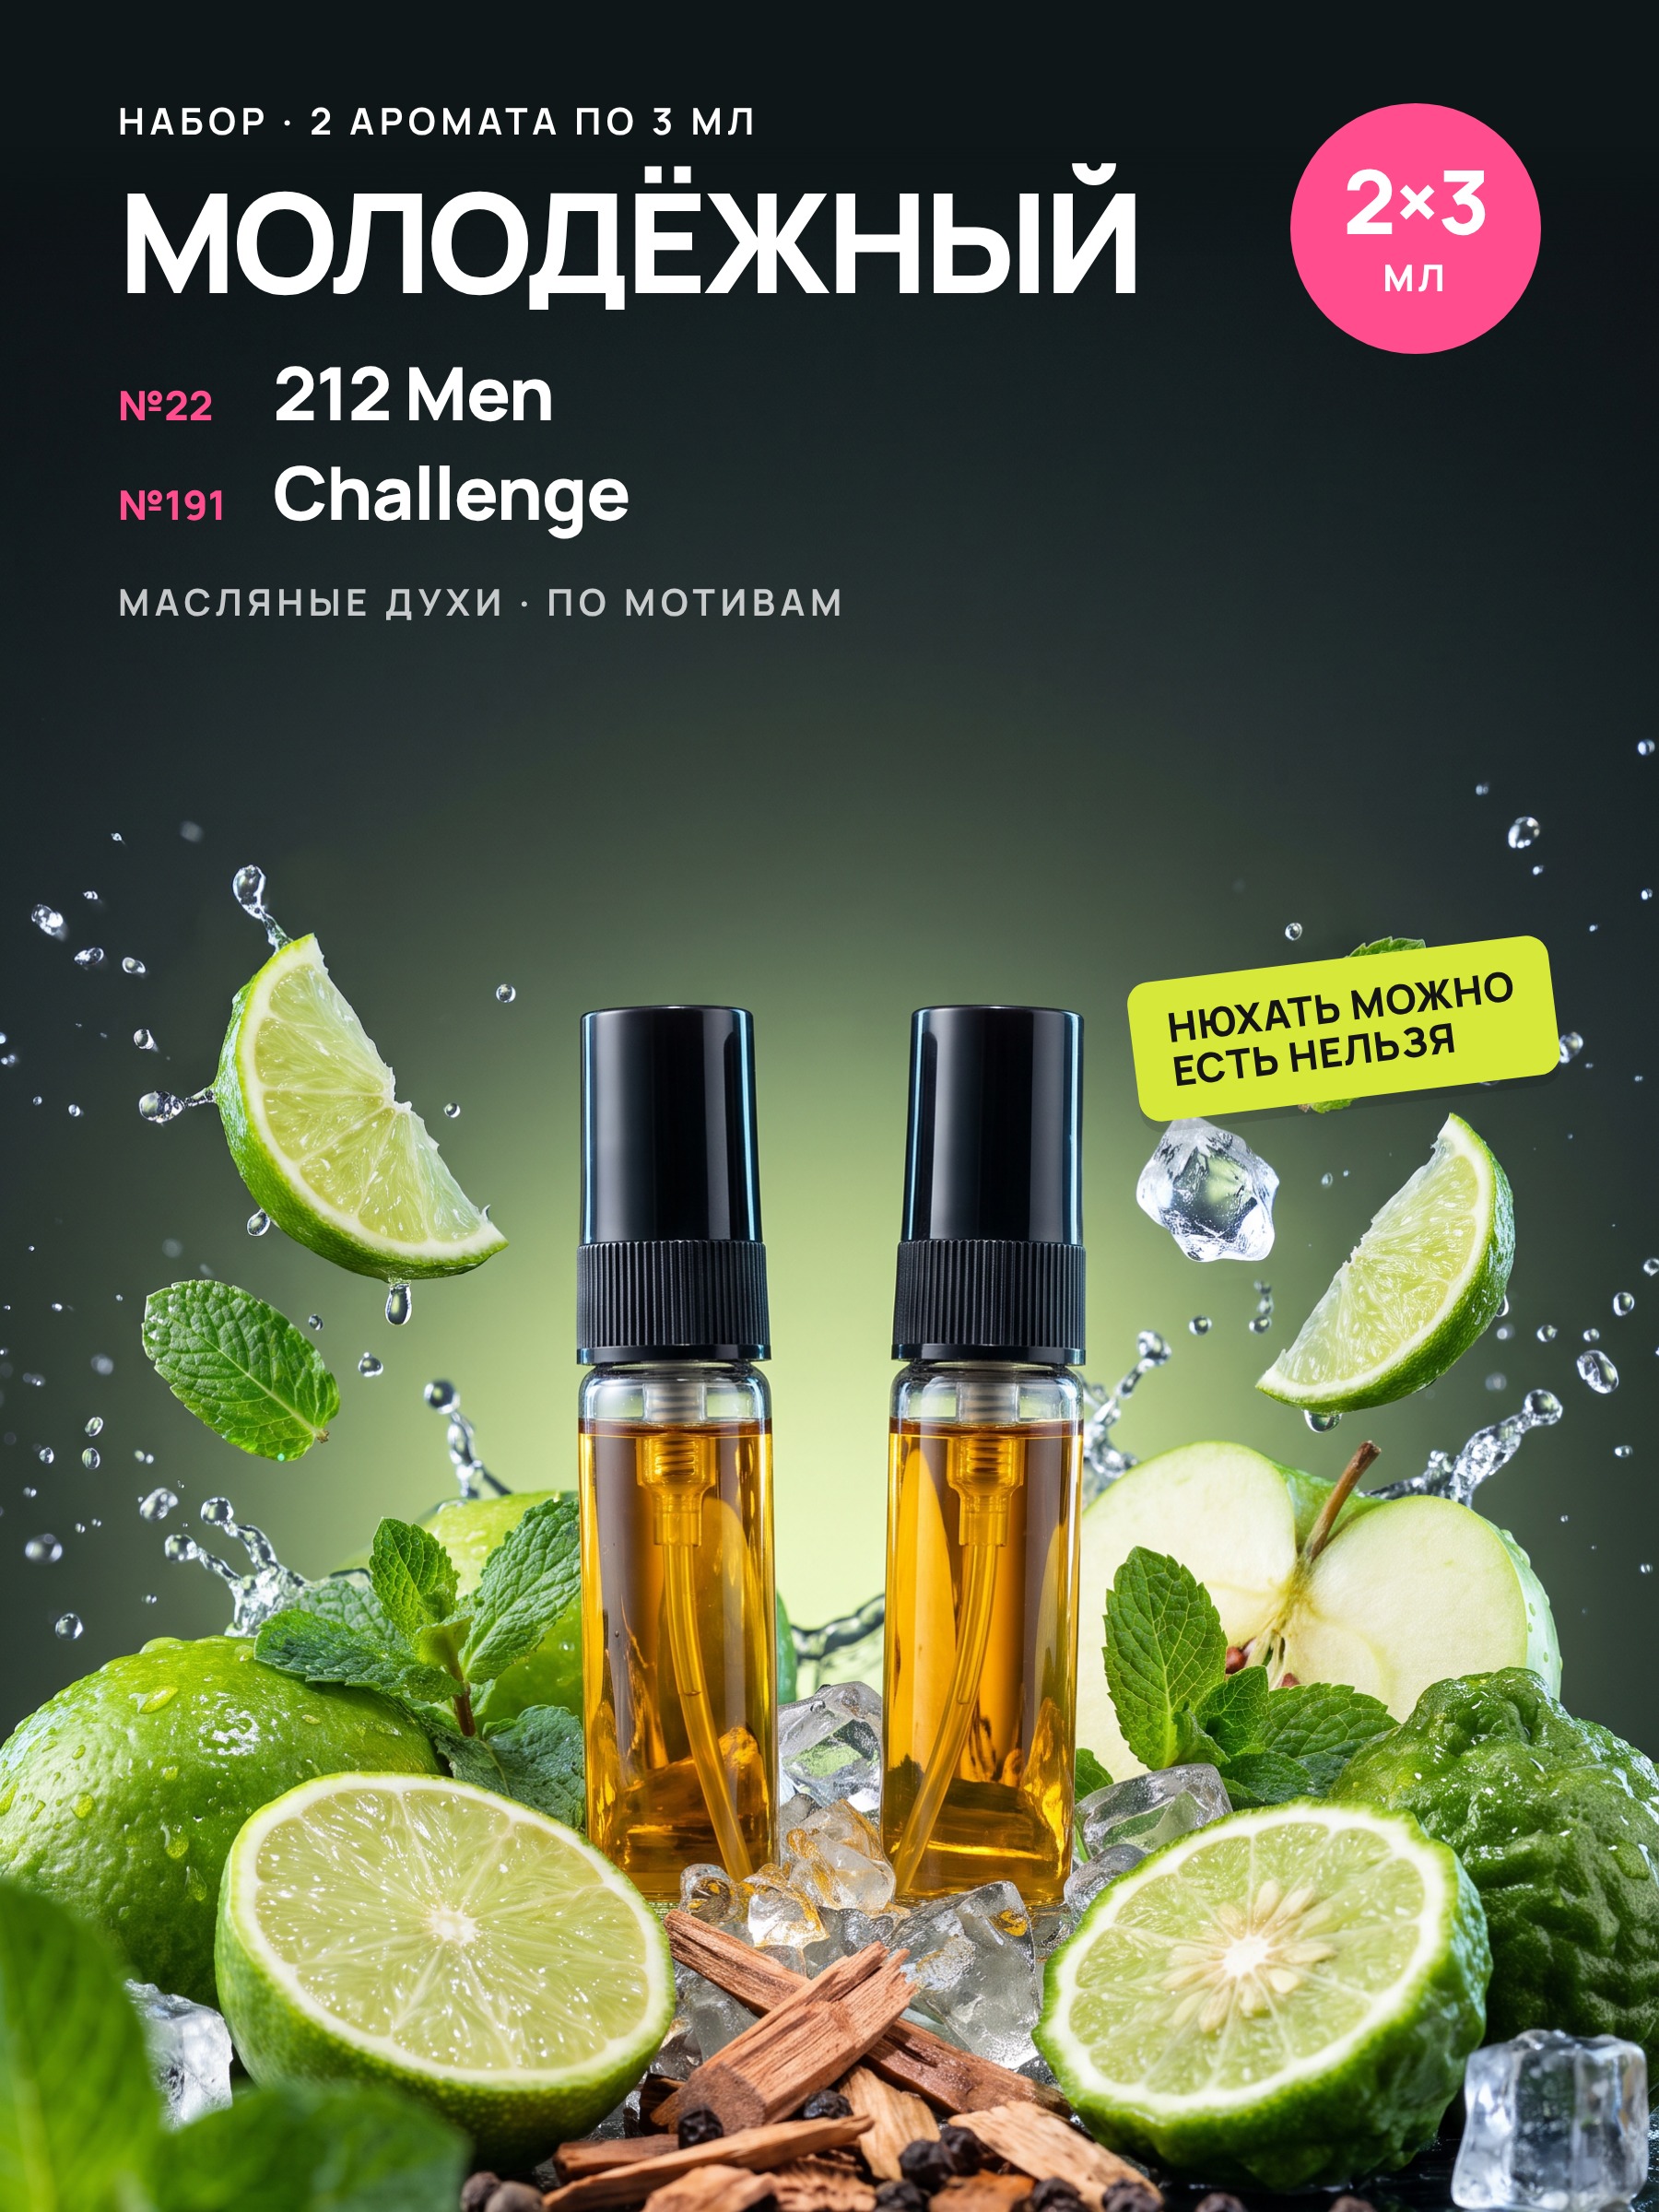 НАБОР · 2 АРОМАТА ПО 3 МЛ
МОЛОДЁЖНЫЙ
2×3
МЛ
№22 212 Men
№191 Challenge
МАСЛЯНЫЕ ДУХИ · ПО МОТИВАМ
НЮХАТЬ МОЖНО
ЕСТЬ НЕЛЬЗЯ